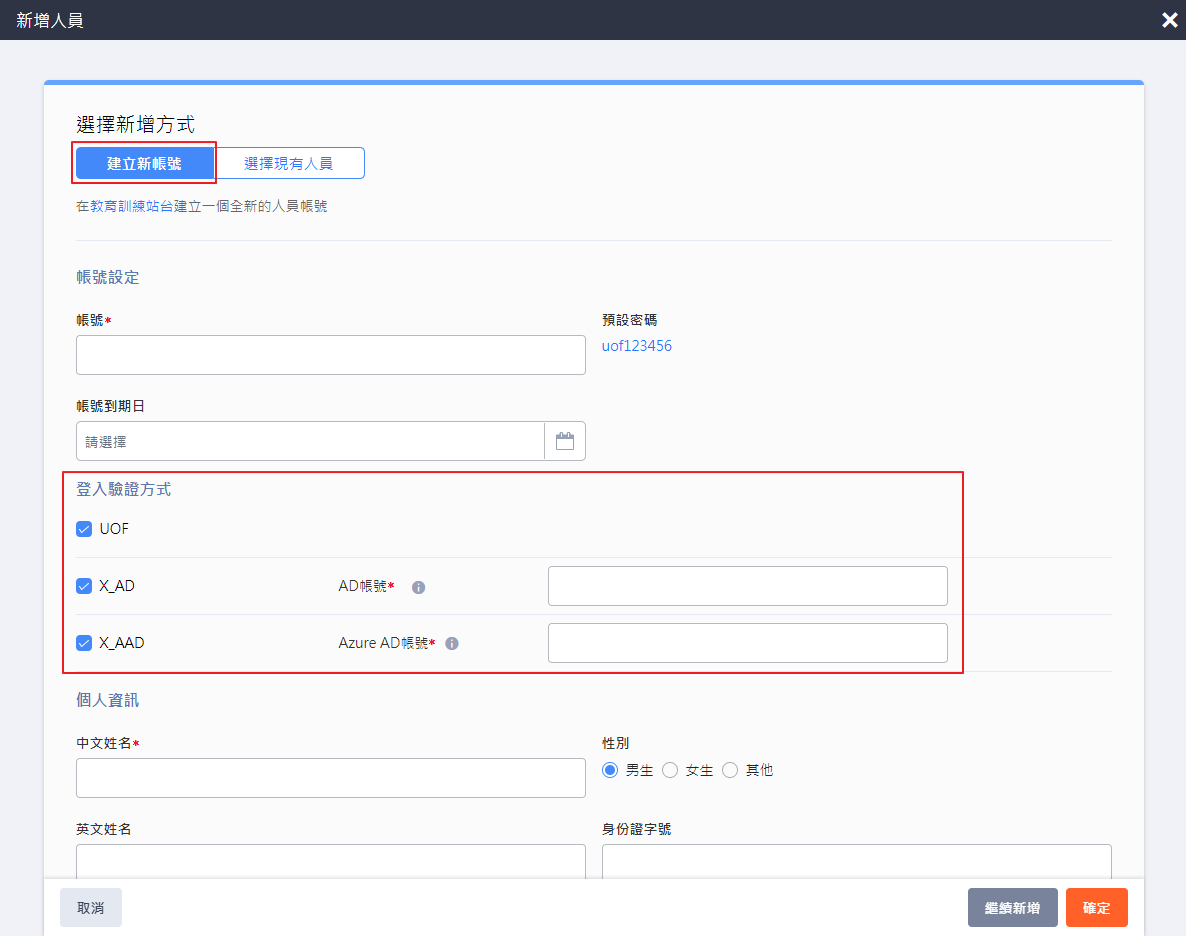 新增人員
選擇新增方式
建立新帳號 選擇現有人員
在教育訓練站台建立一個全新的人員帳號
帳號設定
帳號* 預設密碼
uof123456
帳號到期日
請選擇
登入驗證方式
UOF
X_AD AD帳號*
X_AAD Azure AD帳號*
個人資訊
中文姓名* 性別
男生 女生 其他
英文姓名 身份證字號
取消 繼續新增 確定